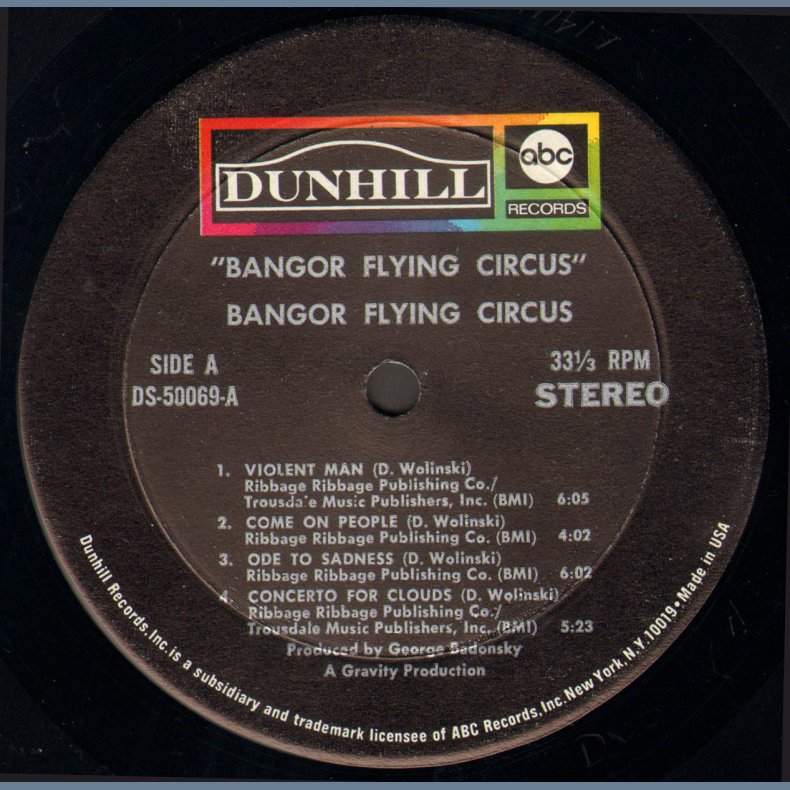 DUNHILL
abc
RECORDS
"BANGOR FLYING CIRCUS"
BANGOR FLYING CIRCUS
SIDE A
33⅓ RPM
DS-50069-A
STEREO
1. VIOLENT MAN (D. Wolinski)
Ribbage Ribbage Publishing Co./
Trousdale Music Publishers, Inc. (BMI) 6:05
2. COME ON PEOPLE (D. Wolinski)
Ribbage Ribbage Publishing Co. (BMI) 4:02
3. ODE TO SADNESS (D. Wolinski)
Ribbage Ribbage Publishing Co. (BMI) 6:02
4. CONCERTO FOR CLOUDS (D. Wolinski)
Ribbage Ribbage Publishing Co./
Trousdale Music Publishers, Inc. (BMI) 5:23
Produced by George Badonsky
A Gravity Production
Dunhill Records, Inc. is a subsidiary and trademark licensee of ABC Records, Inc. New York, N.Y. 10019 • Made in USA